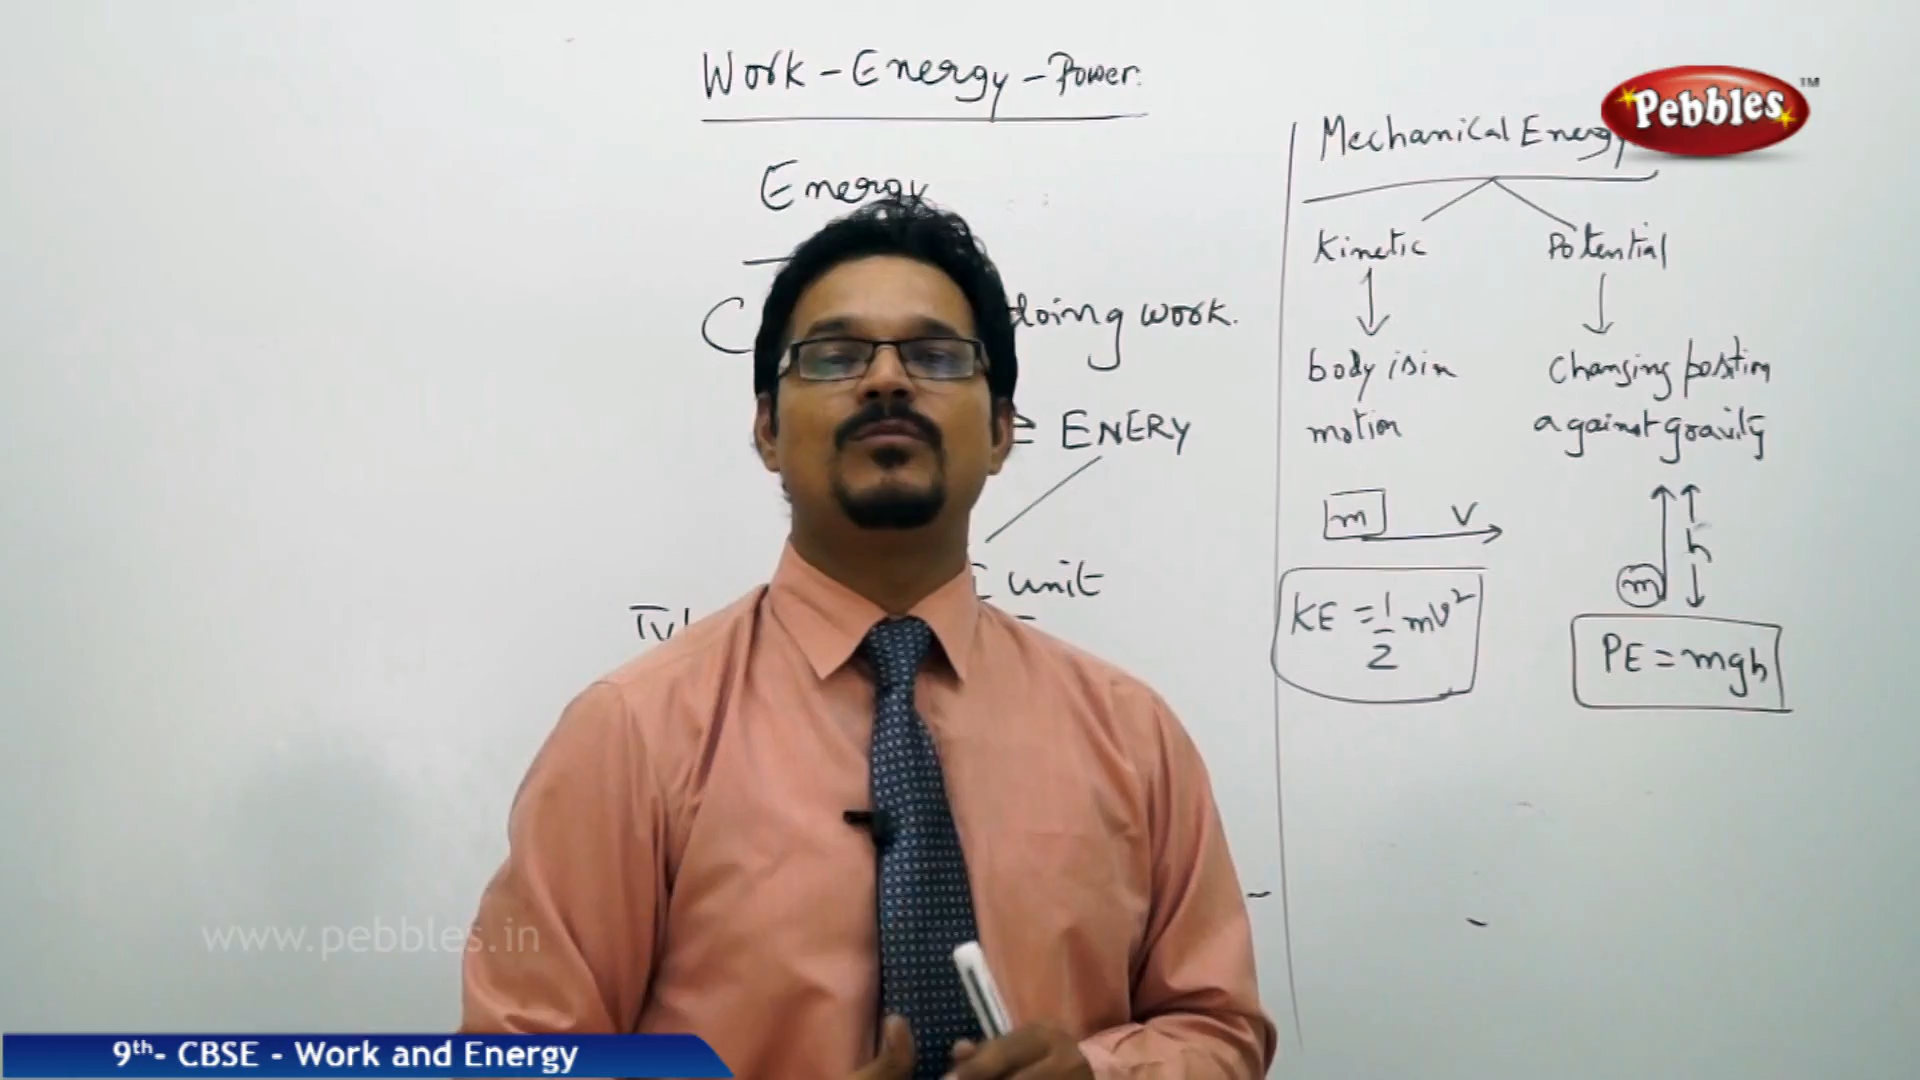 Work - Energy - Power.
Energy
doing work.
= ENERY
unit
Mechanical Energy
Kinetic
Potential
body is in
motion
changing position
against gravity
m
V
h
m
KE = 1/2 mv²
PE = mgh
Pebbles™
www.pebbles.in
9th- CBSE - Work and Energy